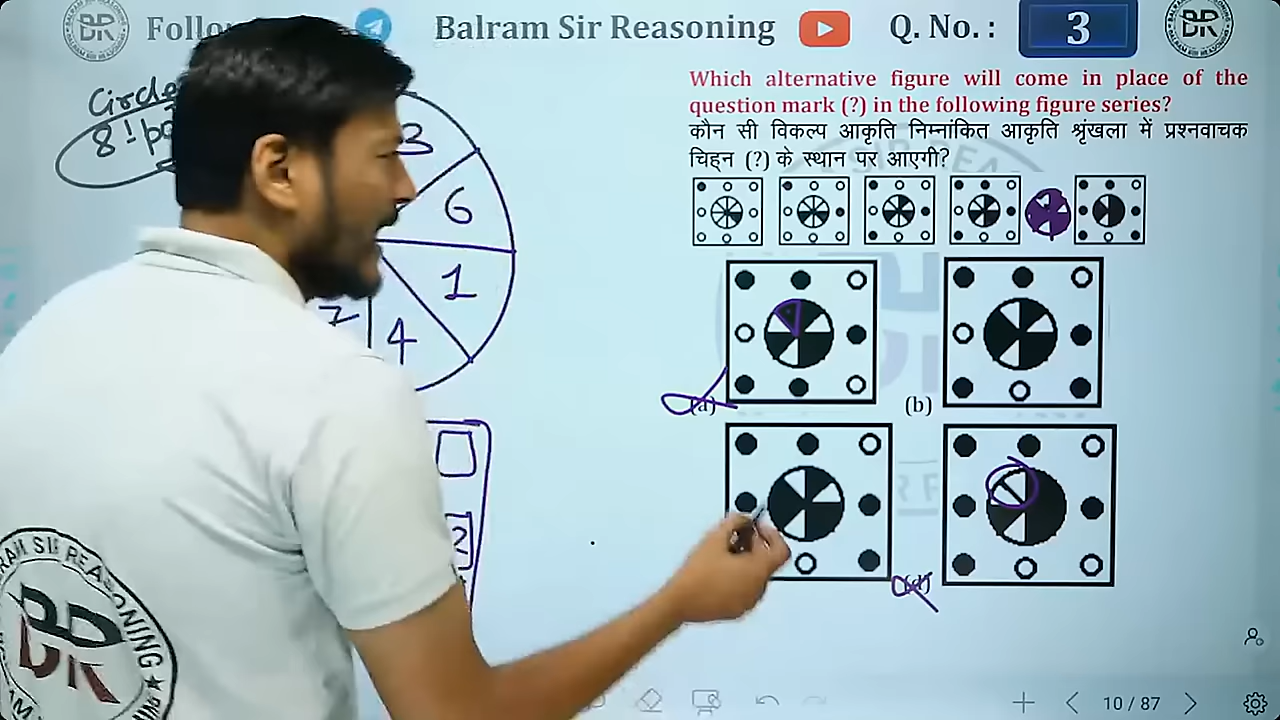 Balram Sir Reasoning
Q. No. :
3
BR
BR
Circle
8
3
6
1
4
7
2
Which alternative figure will come in place of the
question mark (?) in the following figure series?
कौन सी विकल्प आकृति निम्नांकित आकृति श्रृंखला में प्रश्नवाचक
चिह्न (?) के स्थान पर आएगी?
(a)
(b)
(d)
10 / 87